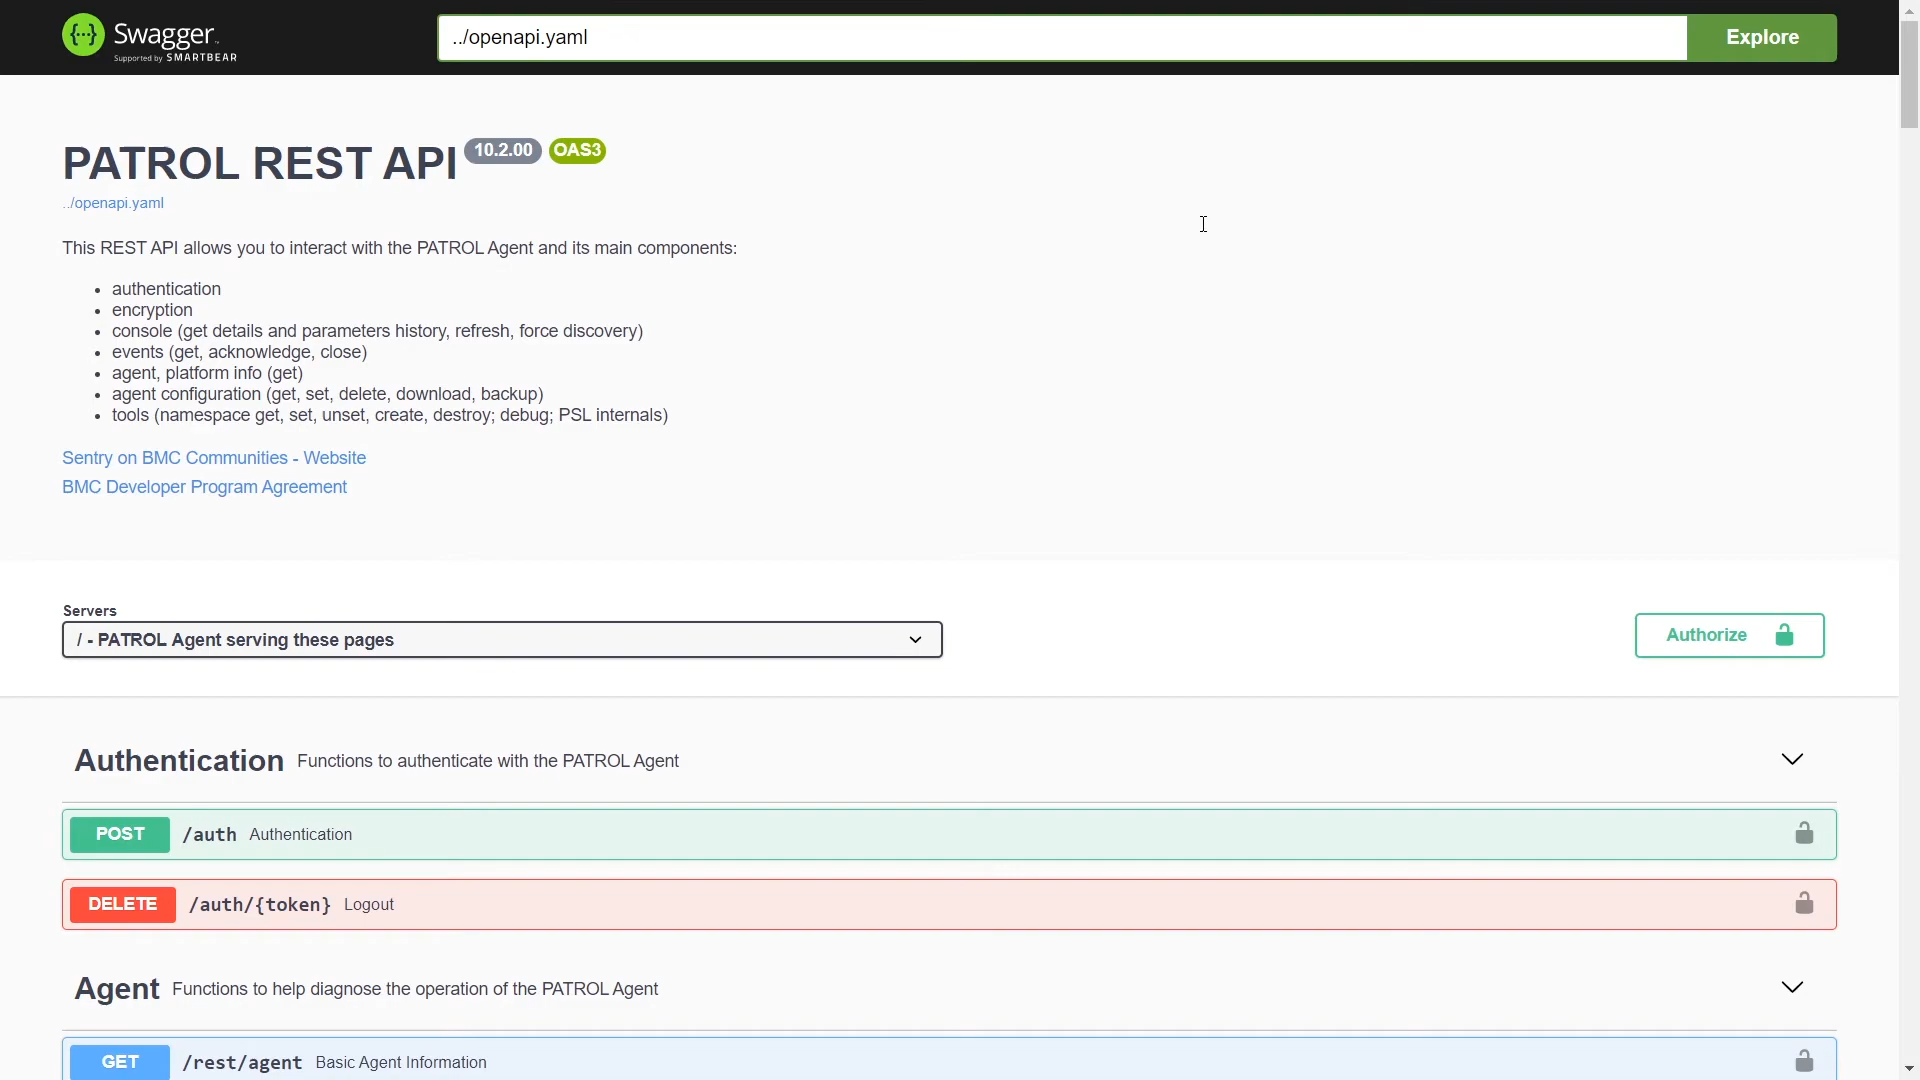 Swagger
Supported by SMARTBEAR
../openapi.yaml
Explore
PATROL REST API 10.2.00 OAS3
../openapi.yaml
This REST API allows you to interact with the PATROL Agent and its main components:
• authentication
• encryption
• console (get details and parameters history, refresh, force discovery)
• events (get, acknowledge, close)
• agent, platform info (get)
• agent configuration (get, set, delete, download, backup)
• tools (namespace get, set, unset, create, destroy; debug; PSL internals)
Sentry on BMC Communities - Website
BMC Developer Program Agreement
Servers
/ - PATROL Agent serving these pages
Authorize
Authentication Functions to authenticate with the PATROL Agent
POST /auth Authentication
DELETE /auth/{token} Logout
Agent Functions to help diagnose the operation of the PATROL Agent
GET /rest/agent Basic Agent Information